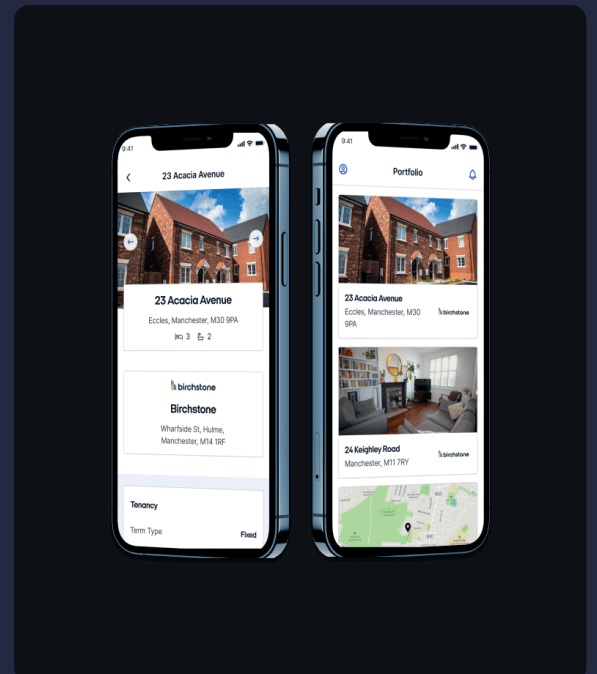 9:41
23 Acacia Avenue
23 Acacia Avenue
Eccles, Manchester, M30 9PA
3 2
birchstone
Birchstone
Wharfside St, Hulme,
Manchester, M14 1RF
Tenancy
Term Type Fixed
9:41
Portfolio
23 Acacia Avenue
Eccles, Manchester, M30
9PA
birchstone
24 Keighley Road
Manchester, M11 7RY
birchstone